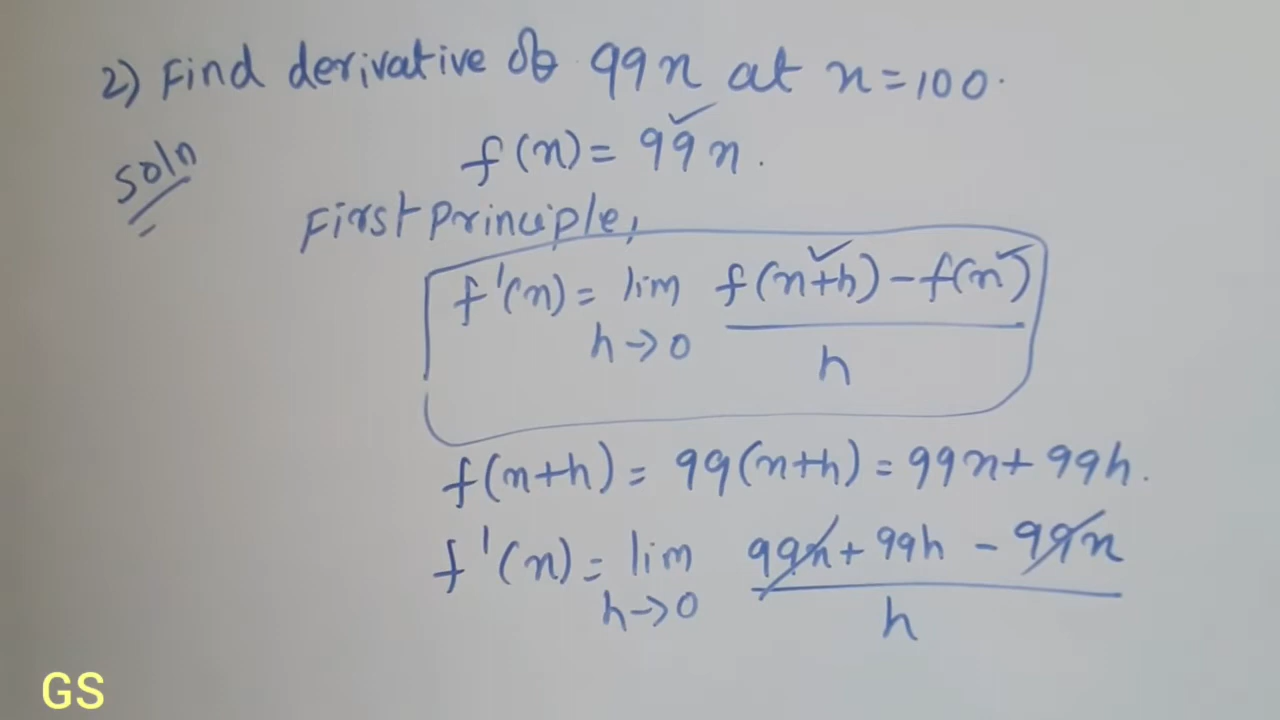 2) Find derivative of 99x at x = 100.
Soln
f(x) = 99x.
First Principle,
f'(x) = lim h→0 f(x+h) - f(x) / h
f(x+h) = 99(x+h) = 99x + 99h.
f'(x) = lim h→0 99x + 99h - 99x / h
GS